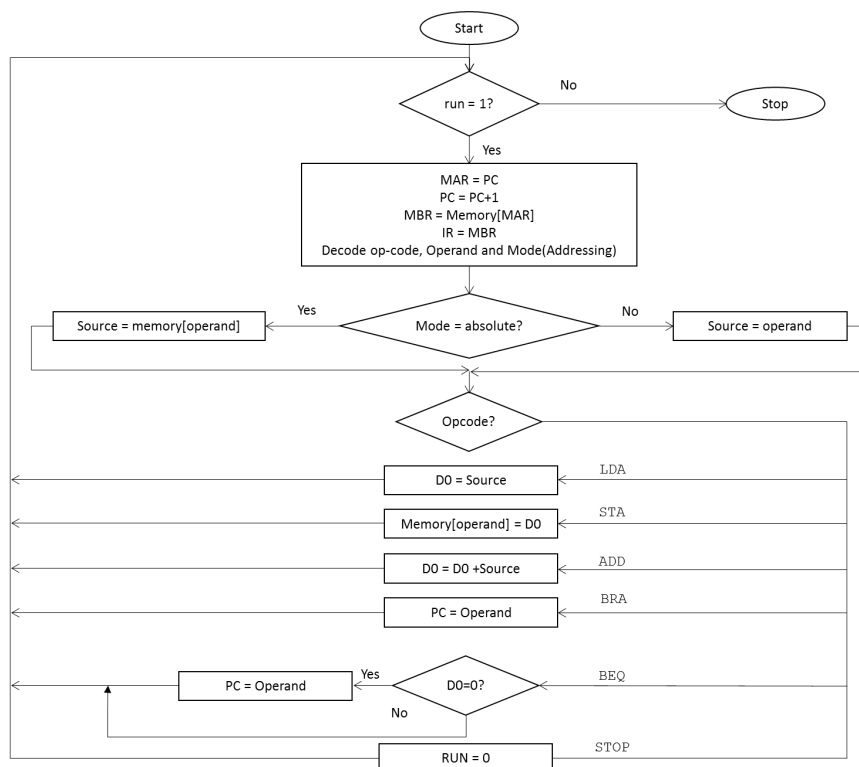 Start
run = 1?
No
Stop
Yes
MAR = PC
PC = PC+1
MBR = Memory[MAR]
IR = MBR
Decode op-code, Operand and Mode(Addressing)
Source = memory[operand]
Yes
Mode = absolute?
No
Source = operand
Opcode?
D0 = Source
LDA
Memory[operand] = D0
STA
D0 = D0 +Source
ADD
PC = Operand
BRA
PC = Operand
Yes
D0=0?
BEQ
No
RUN = 0
STOP